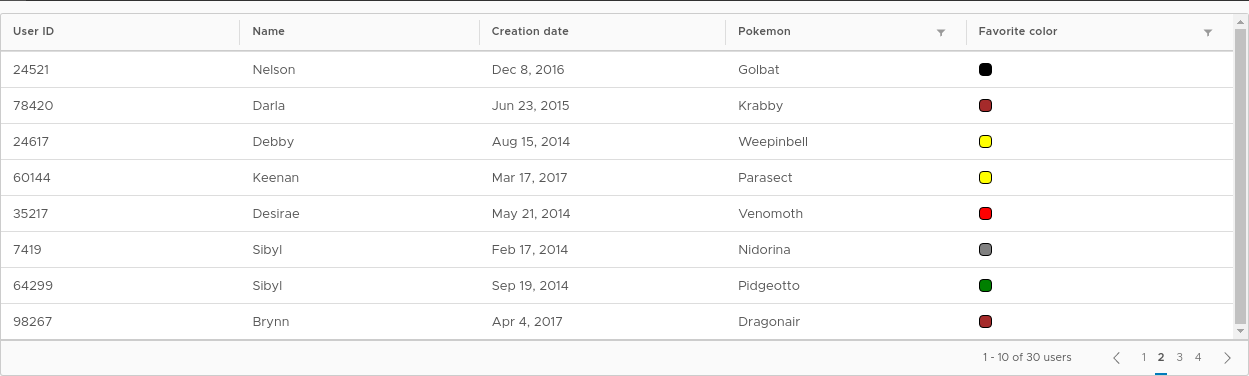 User ID Name Creation date Pokemon Favorite color
24521 Nelson Dec 8, 2016 Golbat
78420 Darla Jun 23, 2015 Krabby
24617 Debby Aug 15, 2014 Weepinbell
60144 Keenan Mar 17, 2017 Parasect
35217 Desirae May 21, 2014 Venomoth
7419 Sibyl Feb 17, 2014 Nidorina
64299 Sibyl Sep 19, 2014 Pidgeotto
98267 Brynn Apr 4, 2017 Dragonair
1 - 10 of 30 users 1 2 3 4